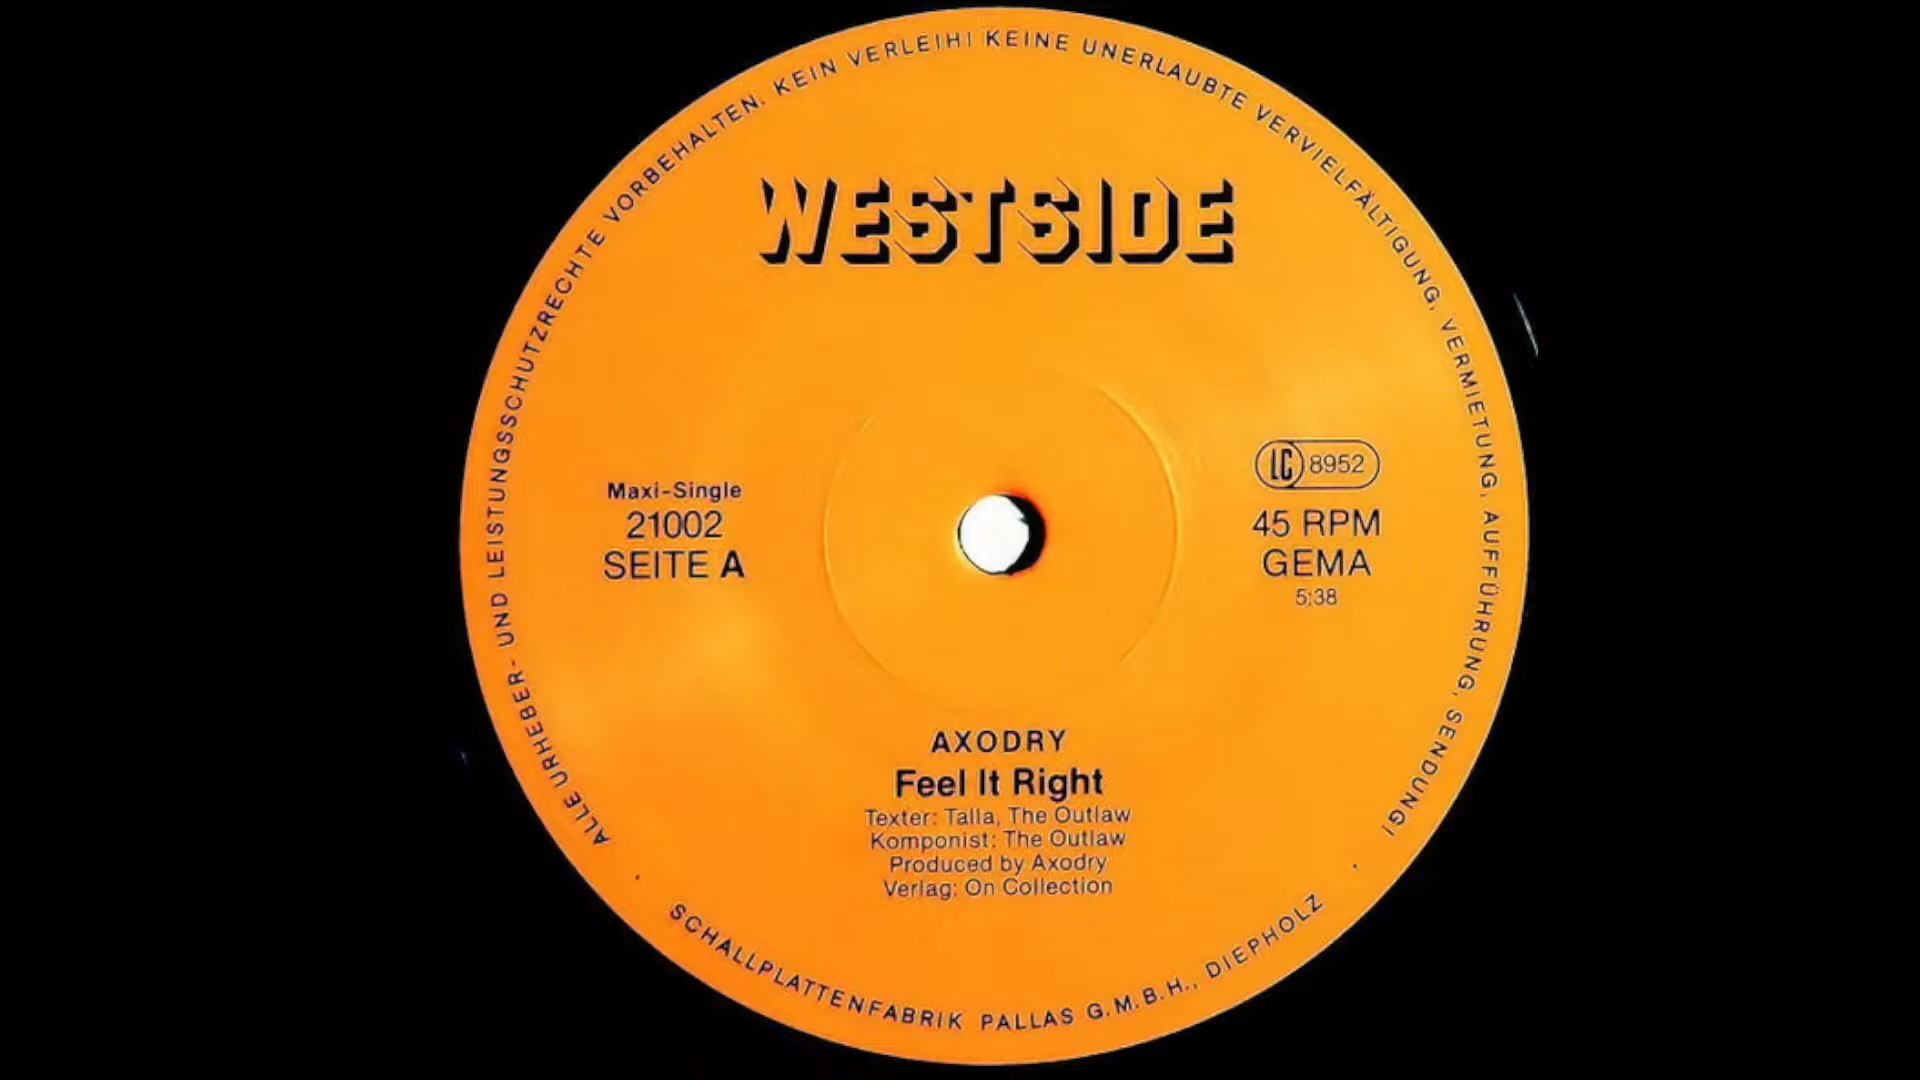 ALLE URHEBER- UND LEISTUNGSSCHUTZRECHTE VORBEHALTEN. KEIN VERLEIH! KEINE UNERLAUBTE VERVIELFÄLTIGUNG, VERMIETUNG, AUFFÜHRUNG, SENDUNG!
WESTSIDE
Maxi-Single
21002
SEITE A
LC 8952
45 RPM
GEMA
5:38
AXODRY
Feel It Right
Texter: Talla, The Outlaw
Komponist: The Outlaw
Produced by Axodry
Verlag: On Collection
SCHALLPLATTENFABRIK PALLAS G.M.B.H., DIEPHOLZ